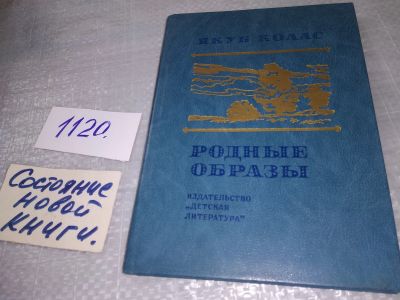 ЯКУБ КОЛАС
РОДНЫЕ
ОБРАЗЫ
ИЗДАТЕЛЬСТВО
„ДЕТСКАЯ
ЛИТЕРАТУРА"
1120.
Состояние
новой
книги.